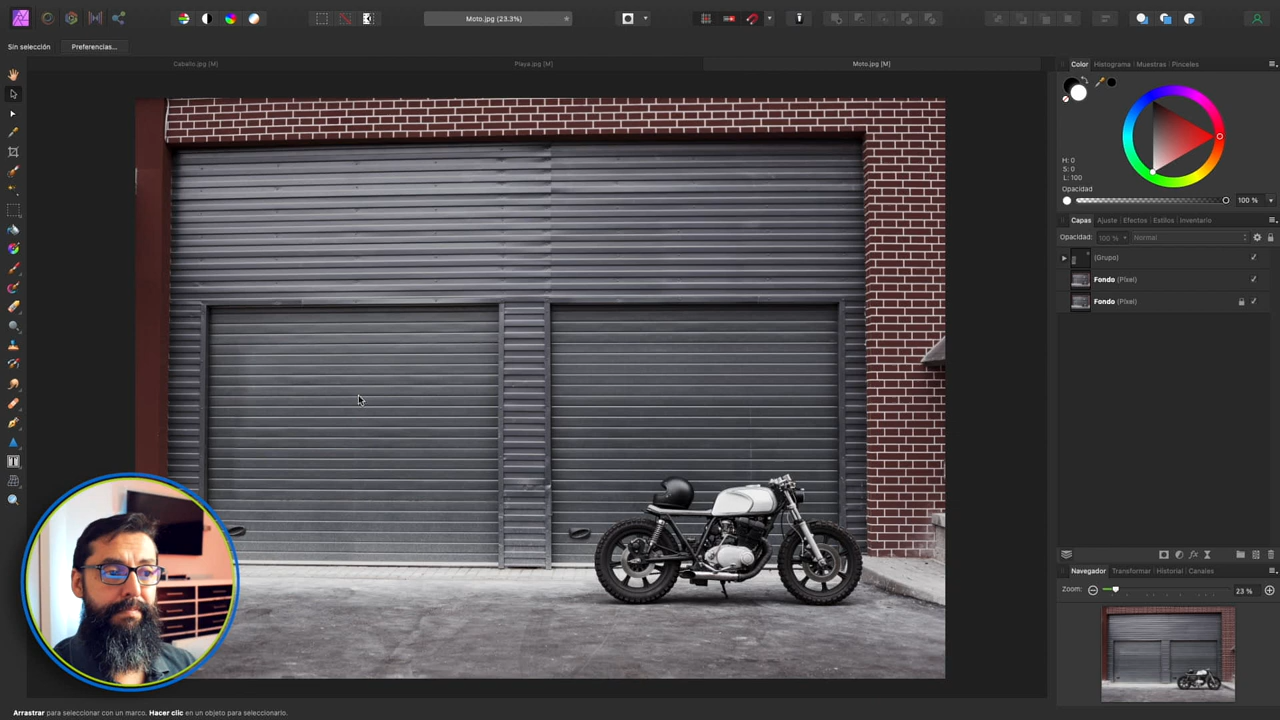 Moto.jpg (23.3%)
Sin selección
Preferencias...
Caballo.jpg [M]
Playa.jpg [M]
Moto.jpg [M]
Color
Histograma
Muestras
Pinceles
H: 0
S: 0
L: 100
Opacidad
100 %
Capas
Ajuste
Efectos
Estilos
Inventario
Opacidad:
100 %
Normal
(Grupo)
Fondo (Píxel)
Fondo (Píxel)
Navegador
Transformar
Historial
Canales
Zoom:
23 %
Arrastrar para seleccionar con un marco. Hacer clic en un objeto para seleccionarlo.